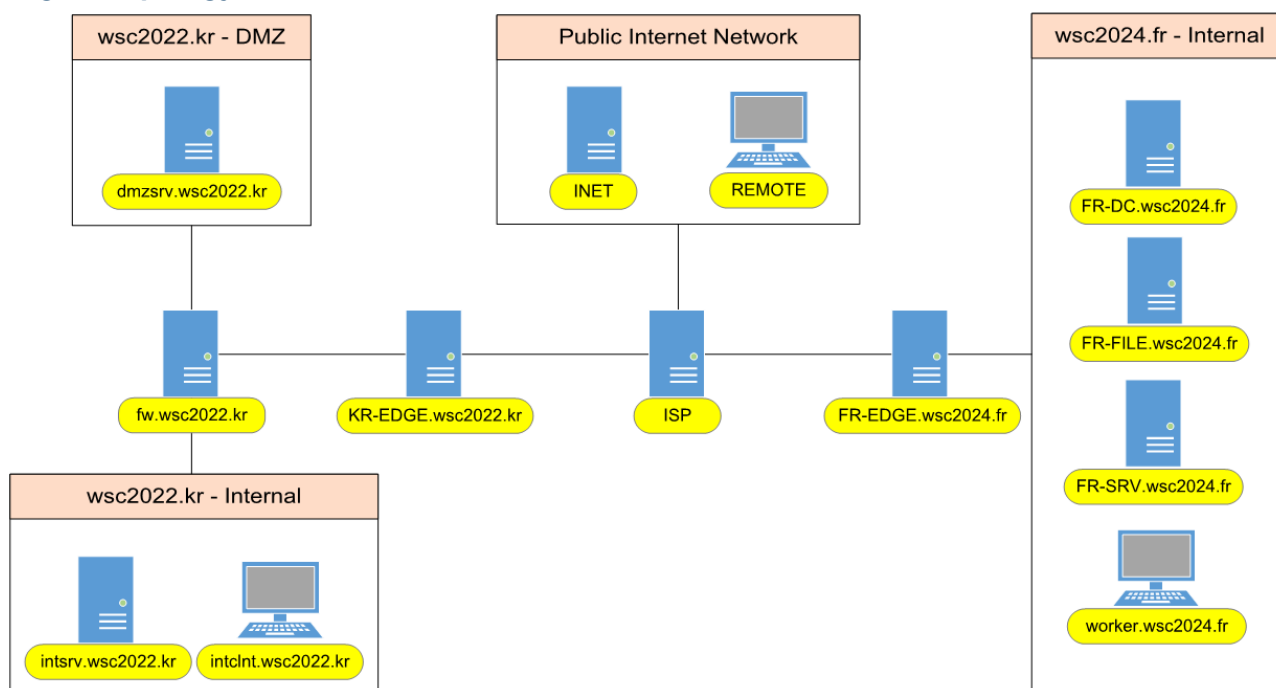 wsc2022.kr - DMZ
Public Internet Network
wsc2024.fr - Internal
dmzsrv.wsc2022.kr
INET
REMOTE
FR-DC.wsc2024.fr
FR-FILE.wsc2024.fr
fw.wsc2022.kr
KR-EDGE.wsc2022.kr
ISP
FR-EDGE.wsc2024.fr
FR-SRV.wsc2024.fr
wsc2022.kr - Internal
intsrv.wsc2022.kr
intclnt.wsc2022.kr
worker.wsc2024.fr